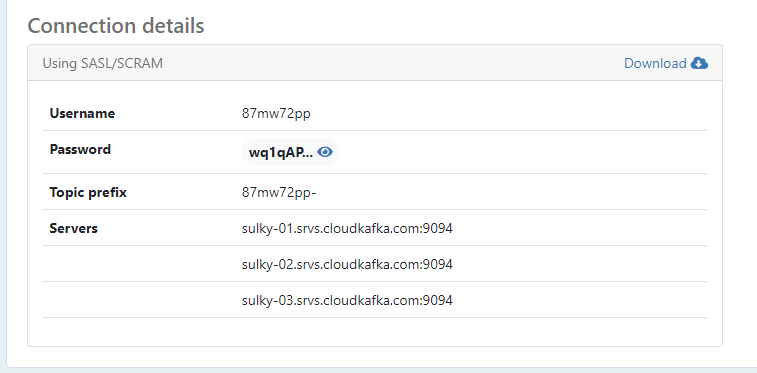 Connection details
Using SASL/SCRAM Download
Username 87mw72pp
Password wq1qAP...
Topic prefix 87mw72pp-
Servers sulky-01.srvs.cloudkafka.com:9094
sulky-02.srvs.cloudkafka.com:9094
sulky-03.srvs.cloudkafka.com:9094